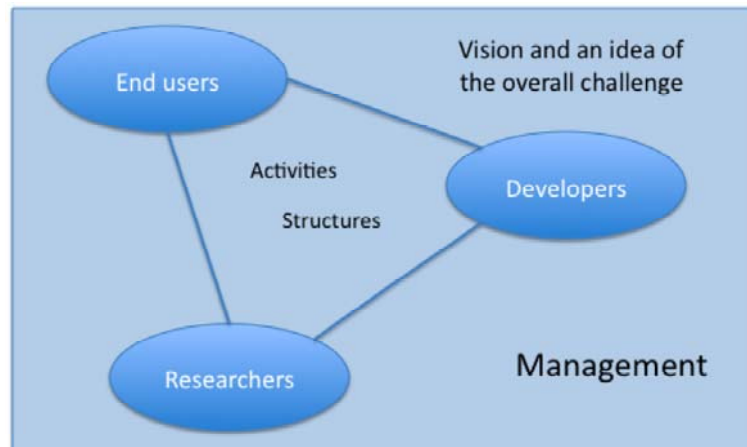 End users
Vision and an idea of
the overall challenge
Activities
Developers
Structures
Management
Researchers